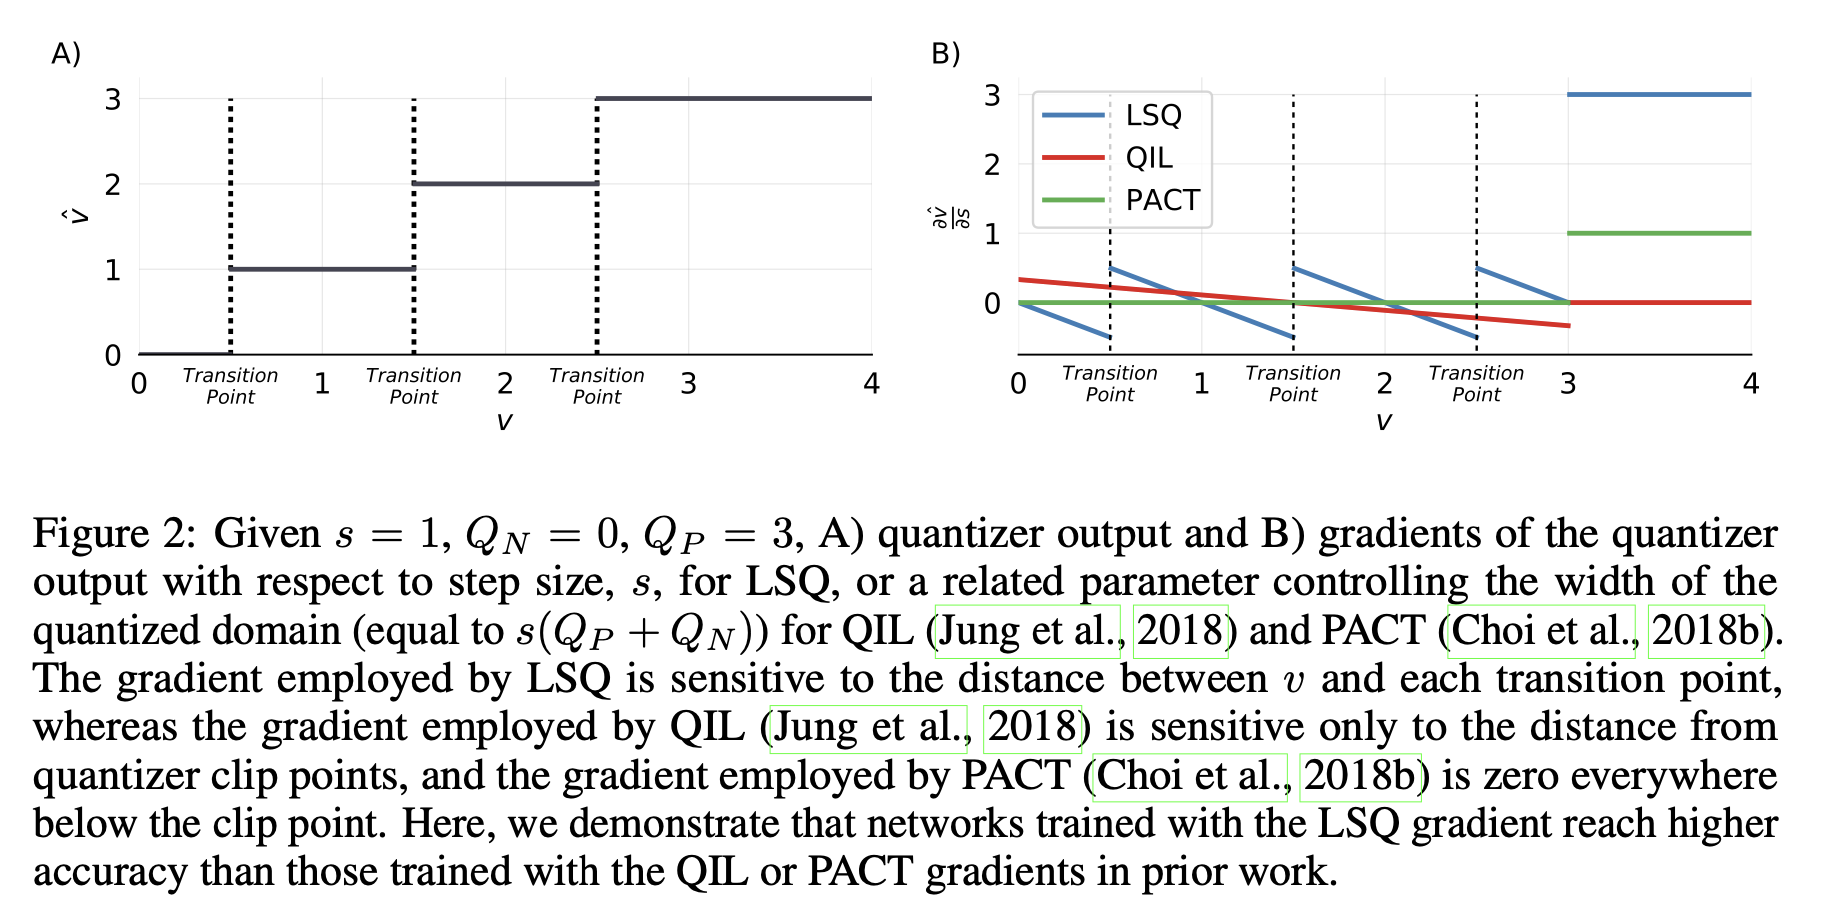 A)
3
2
1
0
v̂
0
Transition
Point
1
Transition
Point
2
Transition
Point
3
4
v
B)
LSQ
QIL
PACT
3
2
1
0
∂v̂
∂s
0
Transition
Point
1
Transition
Point
2
Transition
Point
3
4
v
Figure 2: Given s = 1, Q_N = 0, Q_P = 3, A) quantizer output and B) gradients of the quantizer
output with respect to step size, s, for LSQ, or a related parameter controlling the width of the
quantized domain (equal to s(Q_P + Q_N)) for QIL (Jung et al., 2018) and PACT (Choi et al., 2018b).
The gradient employed by LSQ is sensitive to the distance between v and each transition point,
whereas the gradient employed by QIL (Jung et al., 2018) is sensitive only to the distance from
quantizer clip points, and the gradient employed by PACT (Choi et al., 2018b) is zero everywhere
below the clip point. Here, we demonstrate that networks trained with the LSQ gradient reach higher
accuracy than those trained with the QIL or PACT gradients in prior work.